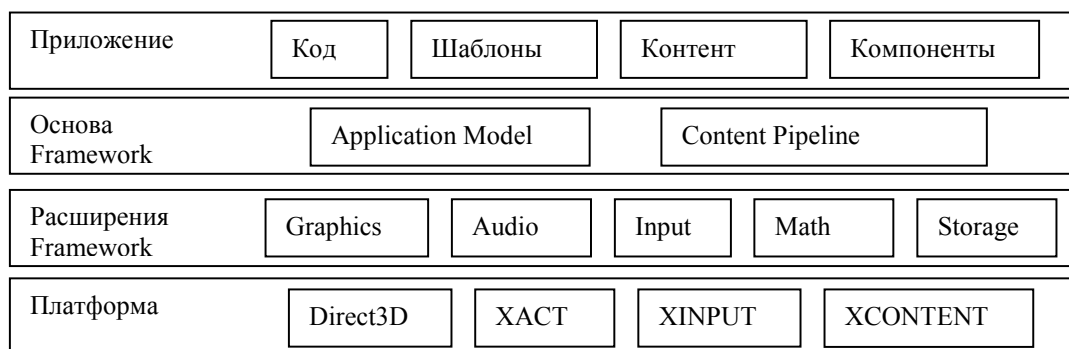 Приложение
Код
Шаблоны
Контент
Компоненты
Основа
Framework
Application Model
Content Pipeline
Расширения
Framework
Graphics
Audio
Input
Math
Storage
Платформа
Direct3D
XACT
XINPUT
XCONTENT